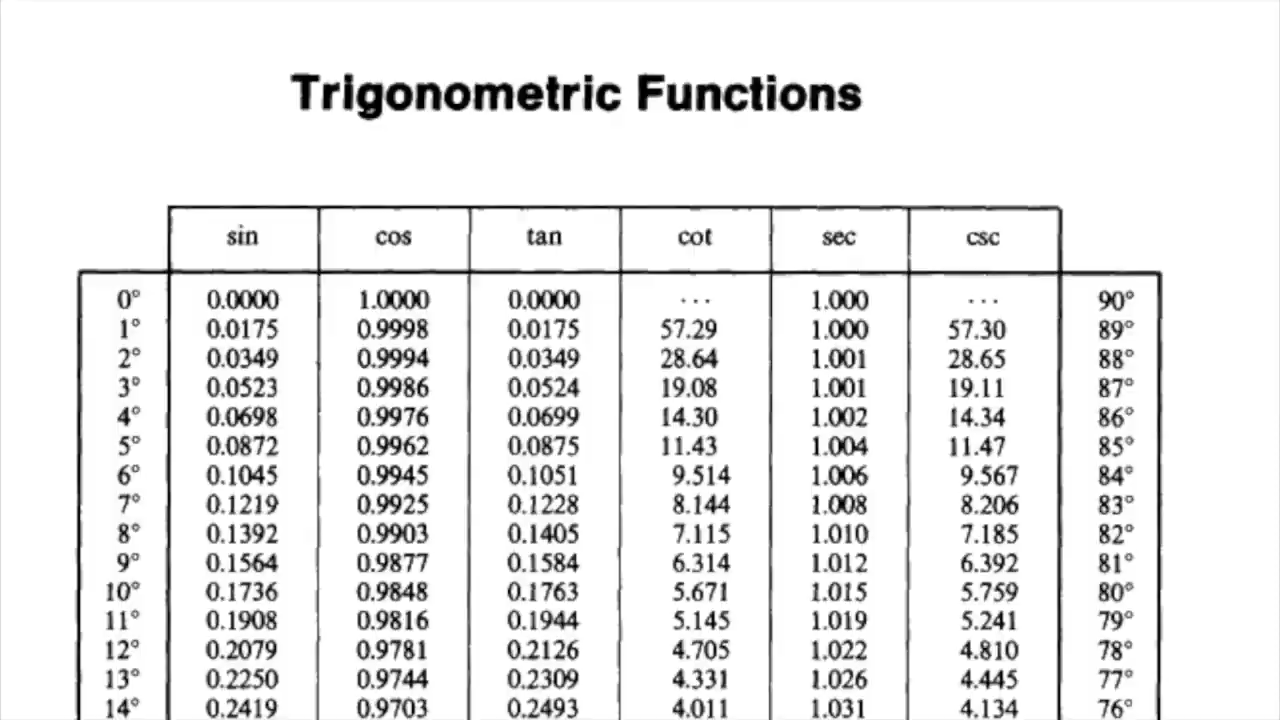 Trigonometric Functions
sin cos tan cot sec csc
0° 0.0000 1.0000 0.0000 ... 1.000 ... 90°
1° 0.0175 0.9998 0.0175 57.29 1.000 57.30 89°
2° 0.0349 0.9994 0.0349 28.64 1.001 28.65 88°
3° 0.0523 0.9986 0.0524 19.08 1.001 19.11 87°
4° 0.0698 0.9976 0.0699 14.30 1.002 14.34 86°
5° 0.0872 0.9962 0.0875 11.43 1.004 11.47 85°
6° 0.1045 0.9945 0.1051 9.514 1.006 9.567 84°
7° 0.1219 0.9925 0.1228 8.144 1.008 8.206 83°
8° 0.1392 0.9903 0.1405 7.115 1.010 7.185 82°
9° 0.1564 0.9877 0.1584 6.314 1.012 6.392 81°
10° 0.1736 0.9848 0.1763 5.671 1.015 5.759 80°
11° 0.1908 0.9816 0.1944 5.145 1.019 5.241 79°
12° 0.2079 0.9781 0.2126 4.705 1.022 4.810 78°
13° 0.2250 0.9744 0.2309 4.331 1.026 4.445 77°
14° 0.2419 0.9703 0.2493 4.011 1.031 4.134 76°